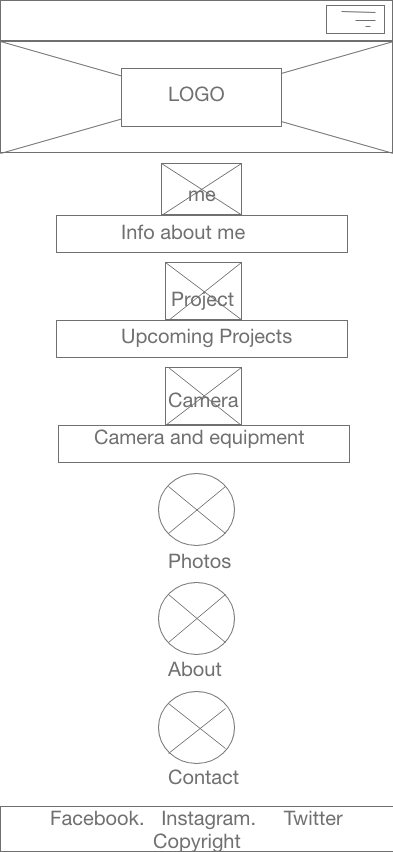 LOGO
me
Info about me
Project
Upcoming Projects
Camera
Camera and equipment
Photos
About
Contact
Facebook. Instagram. Twitter
Copyright